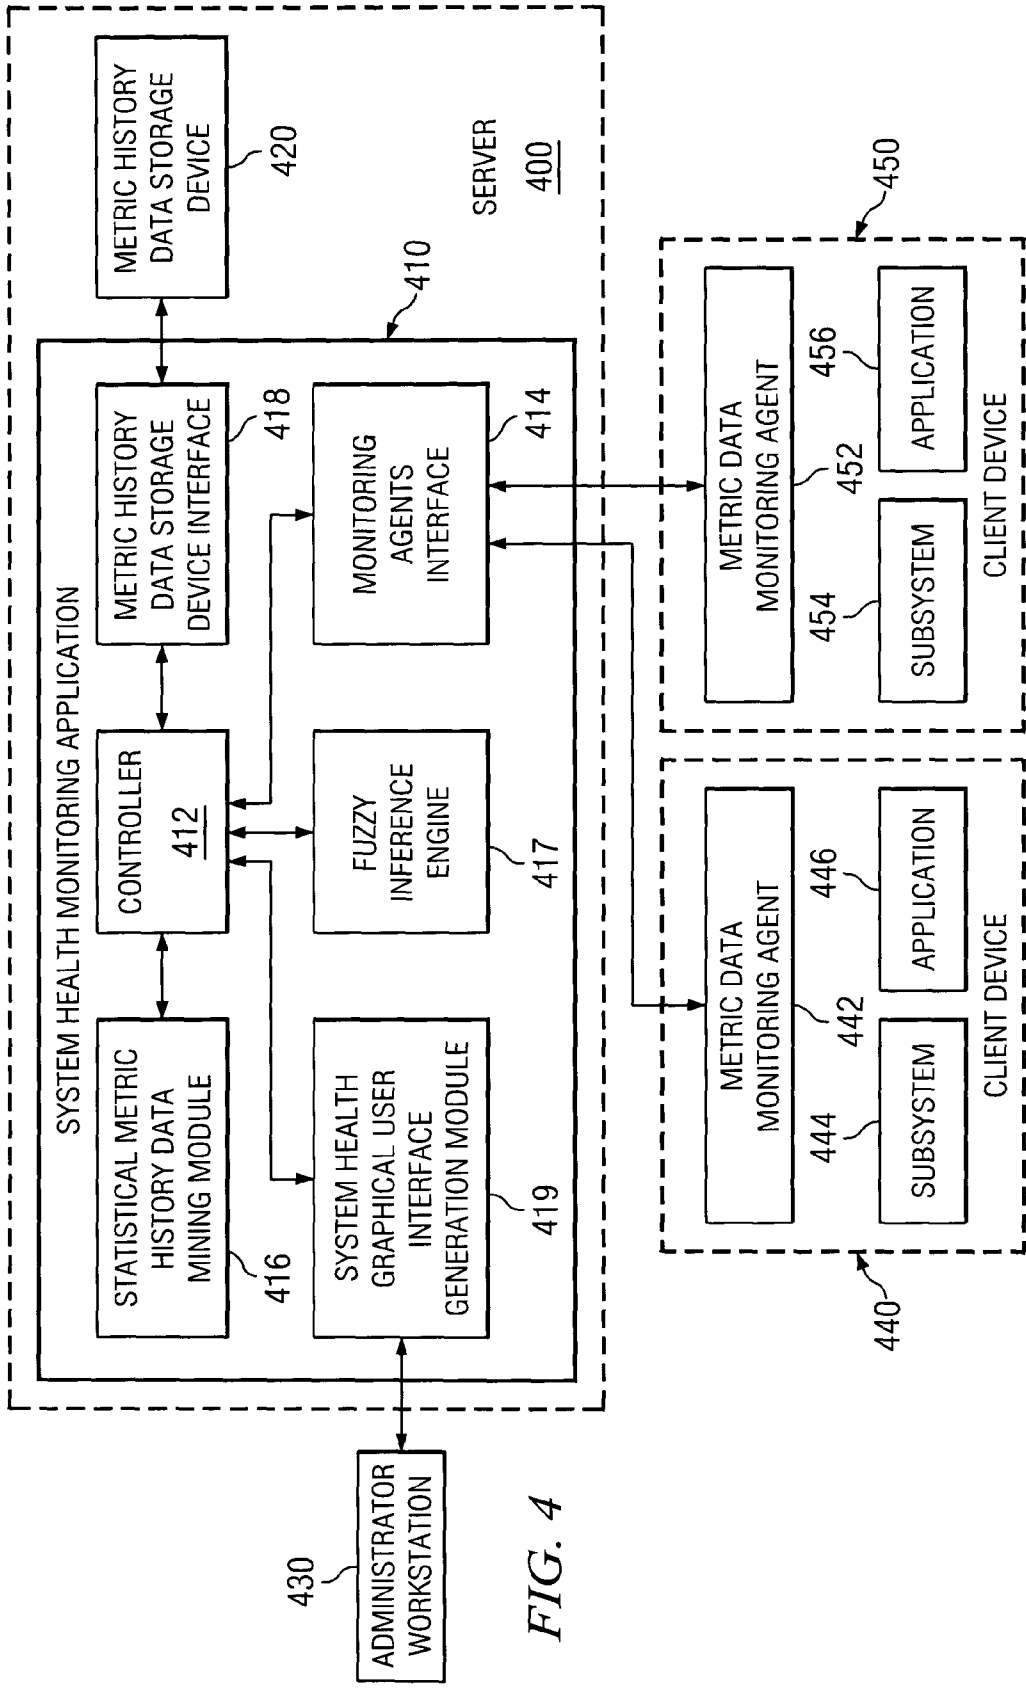 SYSTEM HEALTH MONITORING APPLICATION
STATISTICAL METRIC
HISTORY DATA
MINING MODULE
416
CONTROLLER
412
METRIC HISTORY
DATA STORAGE
DEVICE INTERFACE
418
METRIC HISTORY
DATA STORAGE
DEVICE
420
SYSTEM HEALTH
GRAPHICAL USER
INTERFACE
GENERATION MODULE
419
FUZZY
INFERENCE
ENGINE
417
MONITORING
AGENTS
INTERFACE
414
410
SERVER
400
430
ADMINISTRATOR
WORKSTATION
FIG. 4
METRIC DATA
MONITORING AGENT
442
444
SUBSYSTEM
446
APPLICATION
CLIENT DEVICE
440
METRIC DATA
MONITORING AGENT
452
454
SUBSYSTEM
456
APPLICATION
CLIENT DEVICE
450